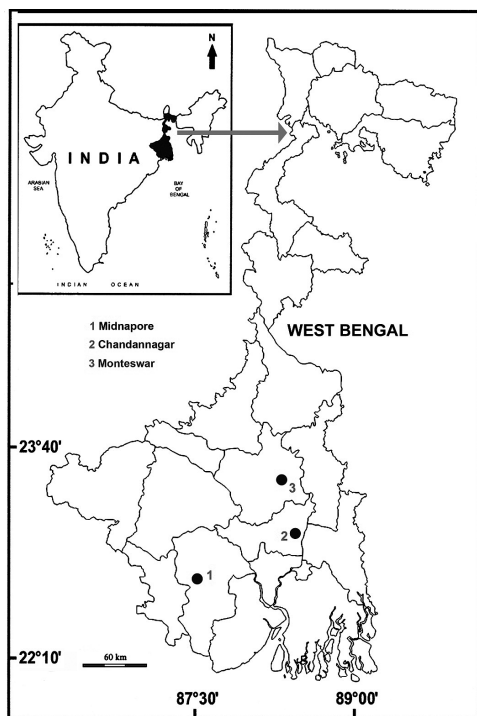 N
INDIA
ARABIAN
SEA
BAY
OF
BENGAL
INDIAN OCEAN
WEST BENGAL
1 Midnapore
2 Chandannagar
3 Monteswar
23°40'
3
2
1
22°10'
60 km
87°30'
89°00'